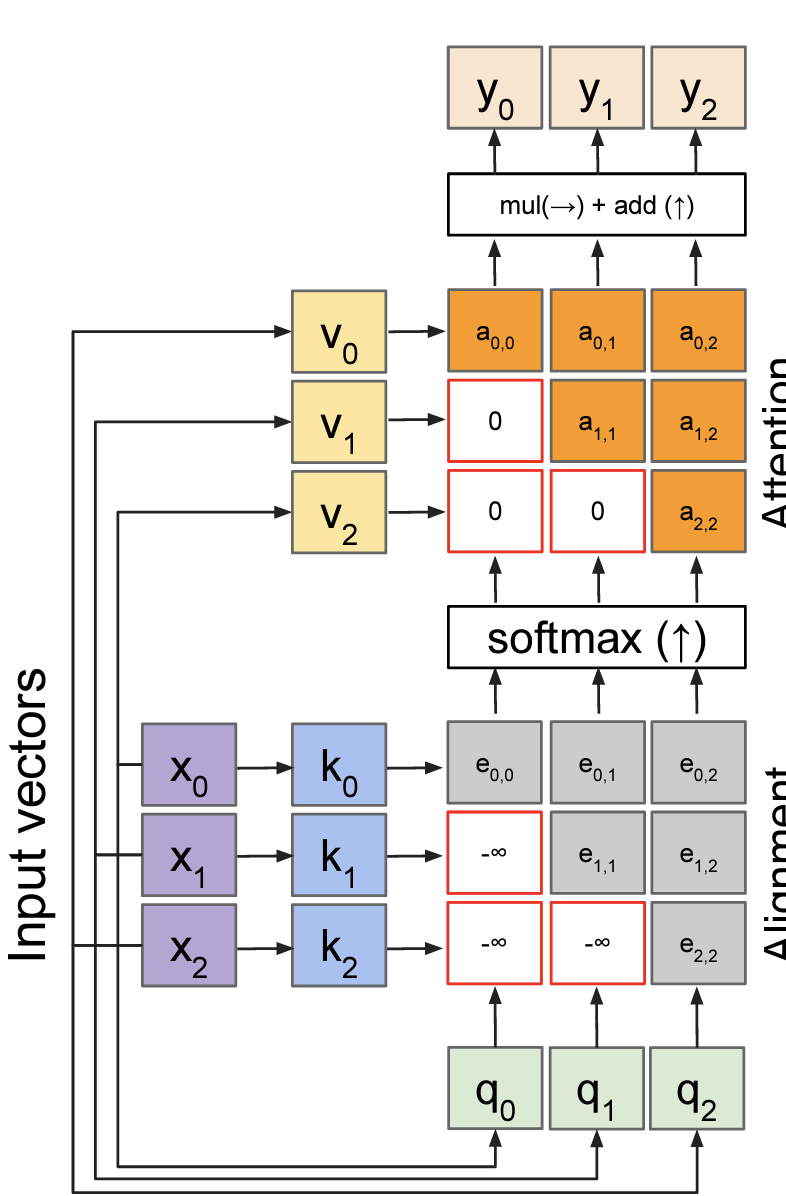 y0 y1 y2
mul(→) + add (↑)
v0 a0,0 a0,1 a0,2
v1 0 a1,1 a1,2
v2 0 0 a2,2
Attention
softmax (↑)
Input vectors
x0 k0 e0,0 e0,1 e0,2
x1 k1 -∞ e1,1 e1,2
x2 k2 -∞ -∞ e2,2
Alignment
q0 q1 q2